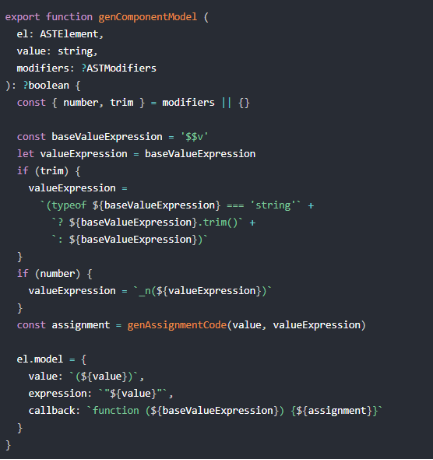 export function genComponentModel (
  el: ASTElement,
  value: string,
  modifiers: ?ASTModifiers
): ?boolean {
  const { number, trim } = modifiers || {}

  const baseValueExpression = '$$v'
  let valueExpression = baseValueExpression
  if (trim) {
    valueExpression =
      `(typeof ${baseValueExpression} === 'string'` +
        `? ${baseValueExpression}.trim()` +
        `: ${baseValueExpression})`
  }
  if (number) {
    valueExpression = `_n(${valueExpression})`
  }
  const assignment = genAssignmentCode(value, valueExpression)

  el.model = {
    value: `(${value})`,
    expression: `"${value}"`,
    callback: `function (${baseValueExpression}) {${assignment}}`
  }
}